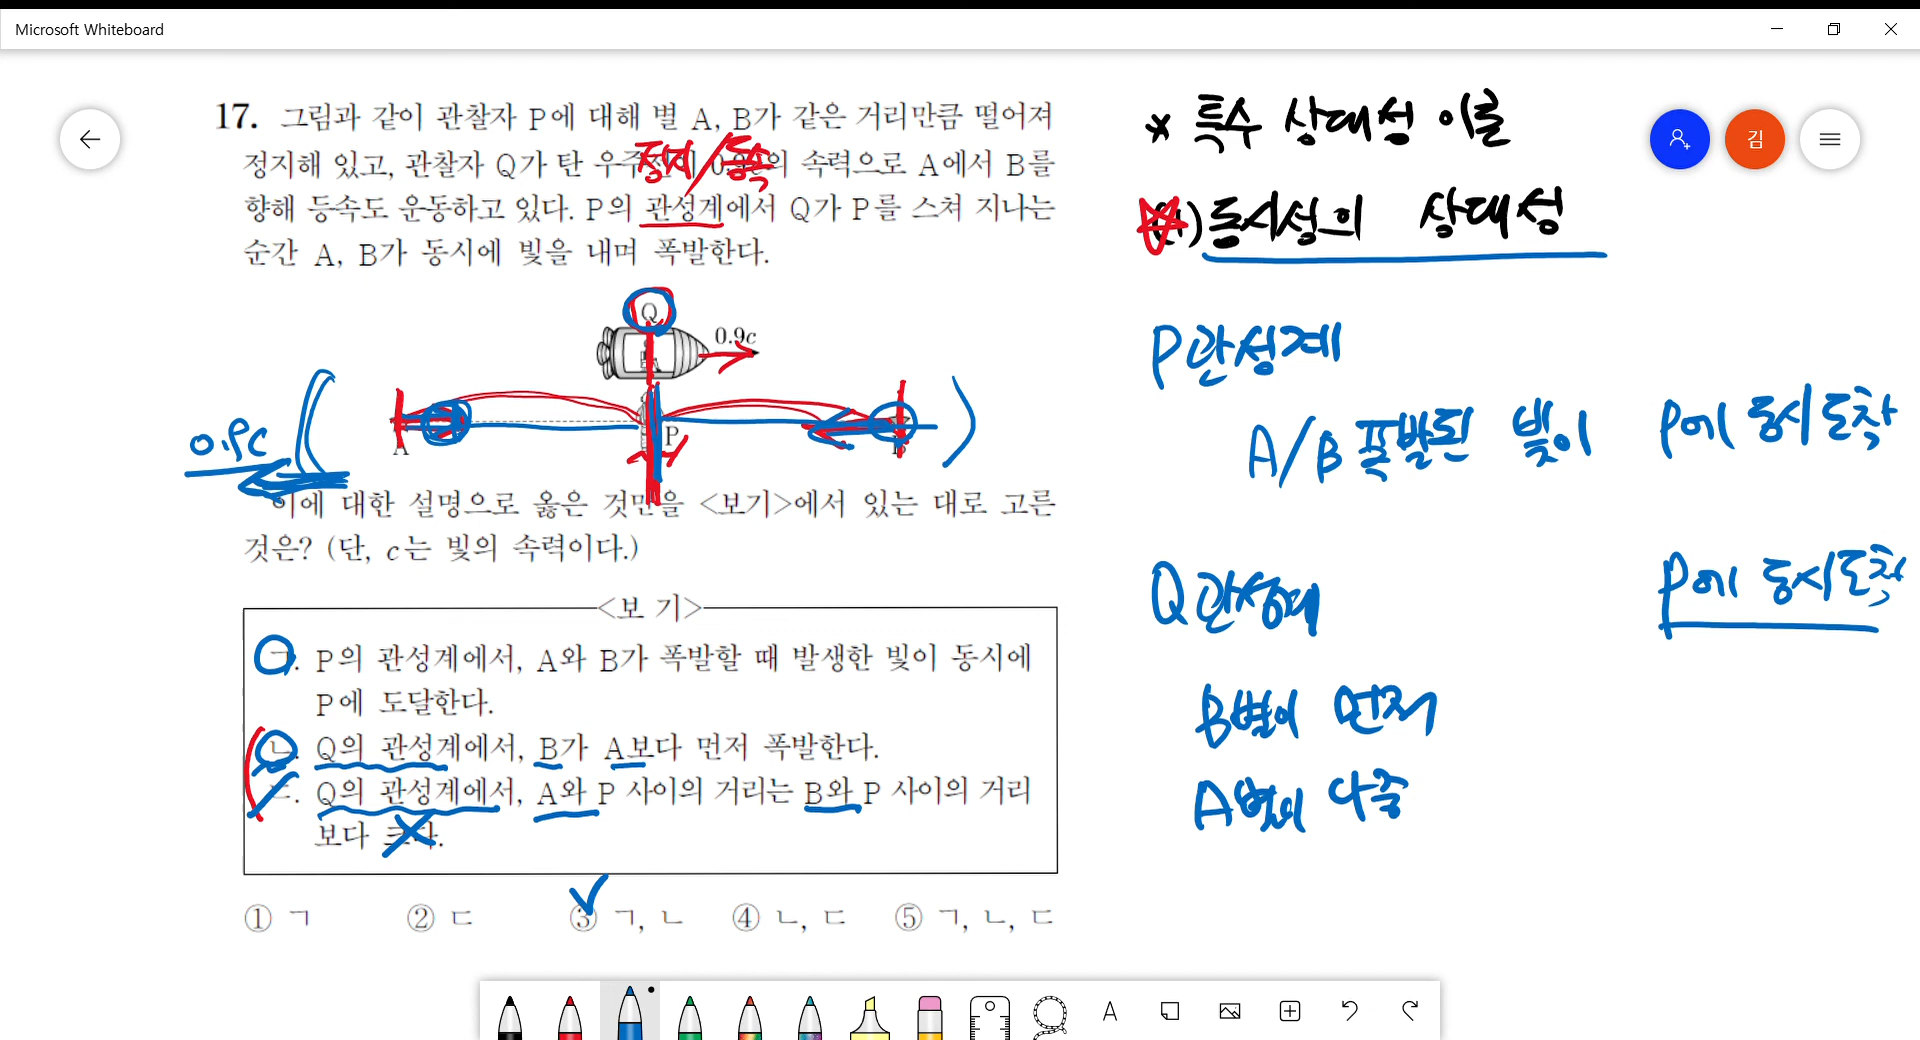 Microsoft Whiteboard
17. 그림과 같이 관찰자 P에 대해 별 A, B가 같은 거리만큼 떨어져
정지해 있고, 관찰자 Q가 탄 0.9c의 속력으로 A에서 B를
정지/등속
향해 등속도 운동하고 있다. P의 관성계에서 Q가 P를 스쳐 지나는
순간 A, B가 동시에 빛을 내며 폭발한다.
Q
0.9c
0.9c
A
P
B
이에 대한 설명으로 옳은 것만을 <보기>에서 있는 대로 고른
것은? (단, c는 빛의 속력이다.)
<보 기>
ㄱ. P의 관성계에서, A와 B가 폭발할 때 발생한 빛이 동시에
P에 도달한다.
ㄴ. Q의 관성계에서, B가 A보다 먼저 폭발한다.
ㄷ. Q의 관성계에서, A와 P 사이의 거리는 B와 P 사이의 거리
보다 크다.
① ㄱ ② ㄷ ③ ㄱ, ㄴ ④ ㄴ, ㄷ ⑤ ㄱ, ㄴ, ㄷ
* 특수 상대성 이론
동시성의 상대성
P관성계
A/B 폭발된 빛이 P에 동시도착
Q관성계 P에 동시도착
B별이 먼저
A별이 나중
김
A